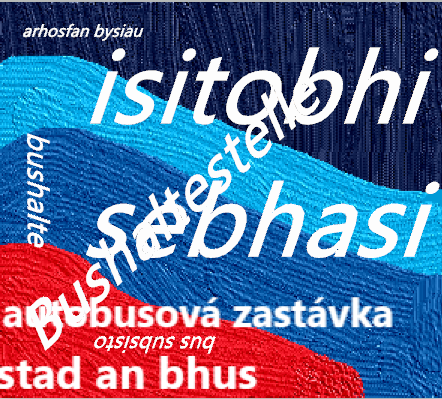 arhosfan bysiau
isitobhi
sebhasi
bushalte
Bushaltestelle
autobusová zastávka
bus subsisto
stad an bhus